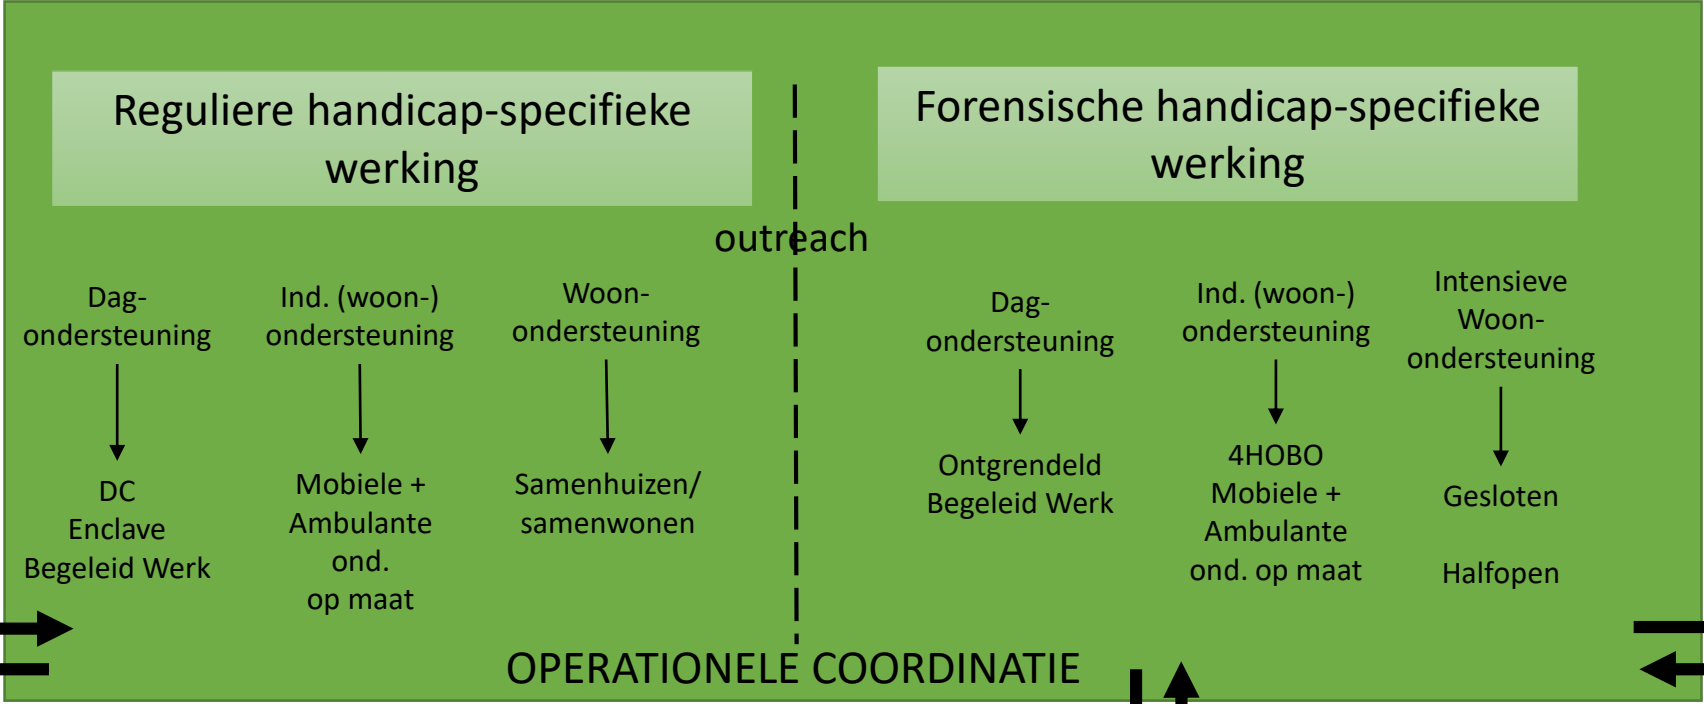 Reguliere handicap-specifieke
werking
Forensische handicap-specifieke
werking
outreach
Dag-
ondersteuning
Ind. (woon-)
ondersteuning
Woon-
ondersteuning
DC
Enclave
Begeleid Werk
Mobiele +
Ambulante
ond.
op maat
Samenhuizen/
samenwonen
Dag-
ondersteuning
Ind. (woon-)
ondersteuning
Intensieve
Woon-
ondersteuning
Ontgrendeld
Begeleid Werk
4HOBO
Mobiele +
Ambulante
ond. op maat
Gesloten
Halfopen
OPERATIONELE COORDINATIE